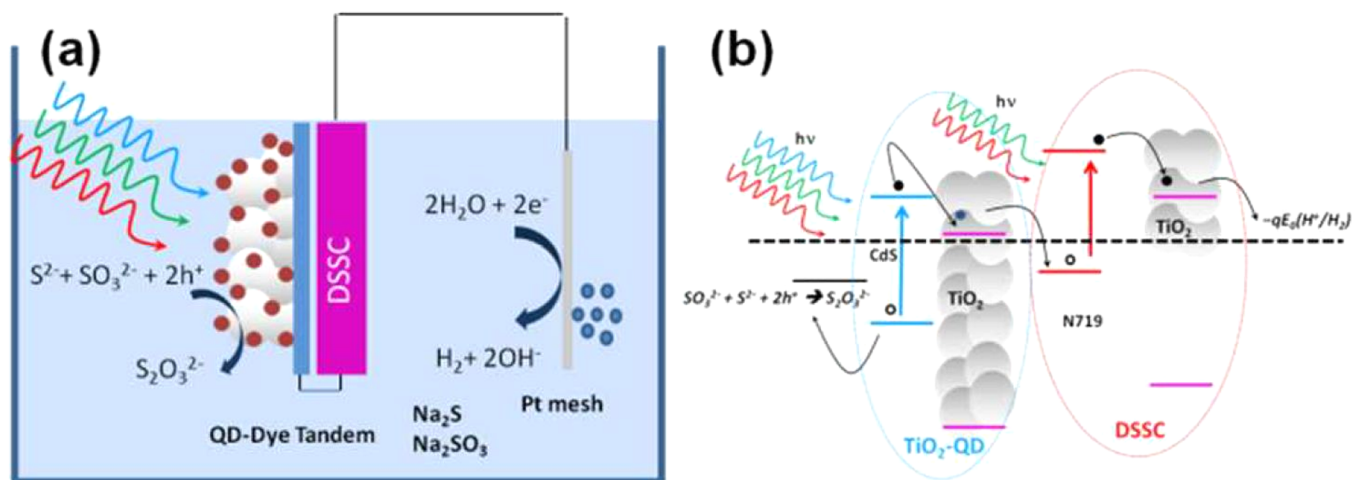 (a)
S²⁻+ SO₃²⁻ + 2h⁺
S₂O₃²⁻
DSSC
2H₂O + 2e⁻
H₂+ 2OH⁻
Pt mesh
QD-Dye Tandem
Na₂S
Na₂SO₃
(b)
hν
hν
CdS
TiO₂
TiO₂
−qE₀(H⁺/H₂)
SO₃²⁻ + S²⁻ + 2h⁺ → S₂O₃²⁻
N719
TiO₂-QD
DSSC